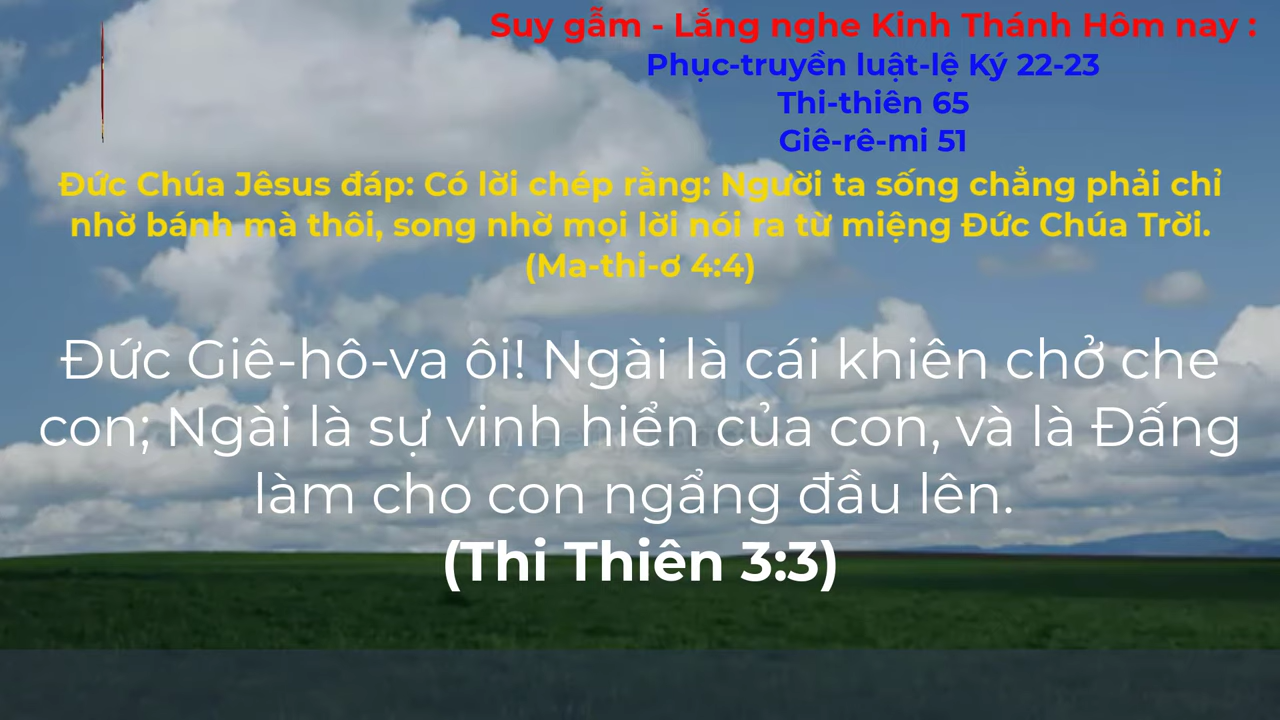 Suy gẫm - Lắng nghe Kinh Thánh Hôm nay :
Phục-truyền luật-lệ Ký 22-23
Thi-thiên 65
Giê-rê-mi 51
Đức Chúa Jêsus đáp: Có lời chép rằng: Người ta sống chẳng phải chỉ
nhờ bánh mà thôi, song nhờ mọi lời nói ra từ miệng Đức Chúa Trời.
(Ma-thi-ơ 4:4)
Đức Giê-hô-va ôi! Ngài là cái khiên chở che
con; Ngài là sự vinh hiển của con, và là Đấng
làm cho con ngẩng đầu lên.
(Thi Thiên 3:3)